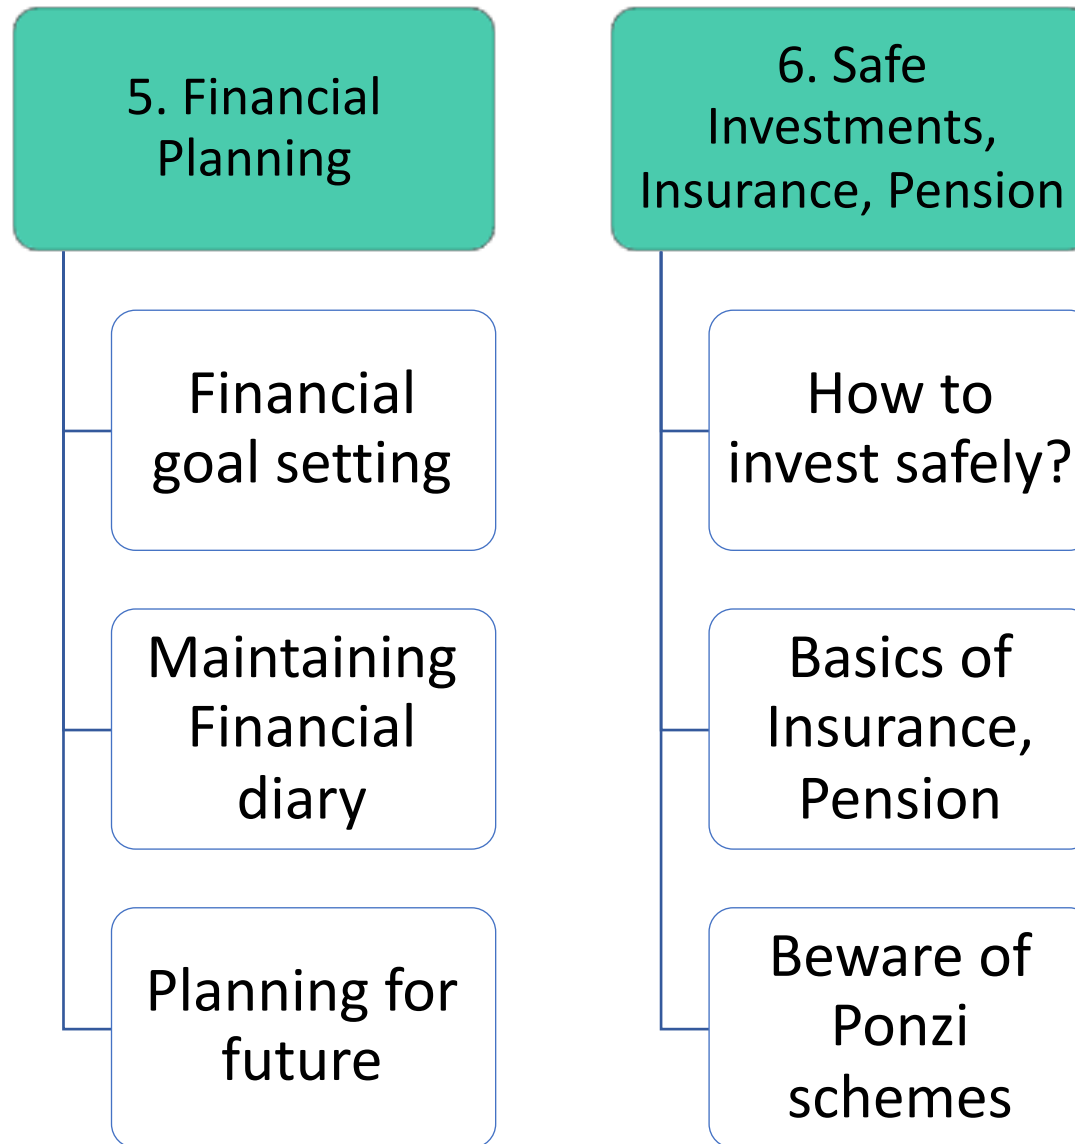 5. Financial
Planning
Financial
goal setting
Maintaining
Financial
diary
Planning for
future
6. Safe
Investments,
Insurance, Pension
How to
invest safely?
Basics of
Insurance,
Pension
Beware of
Ponzi
schemes